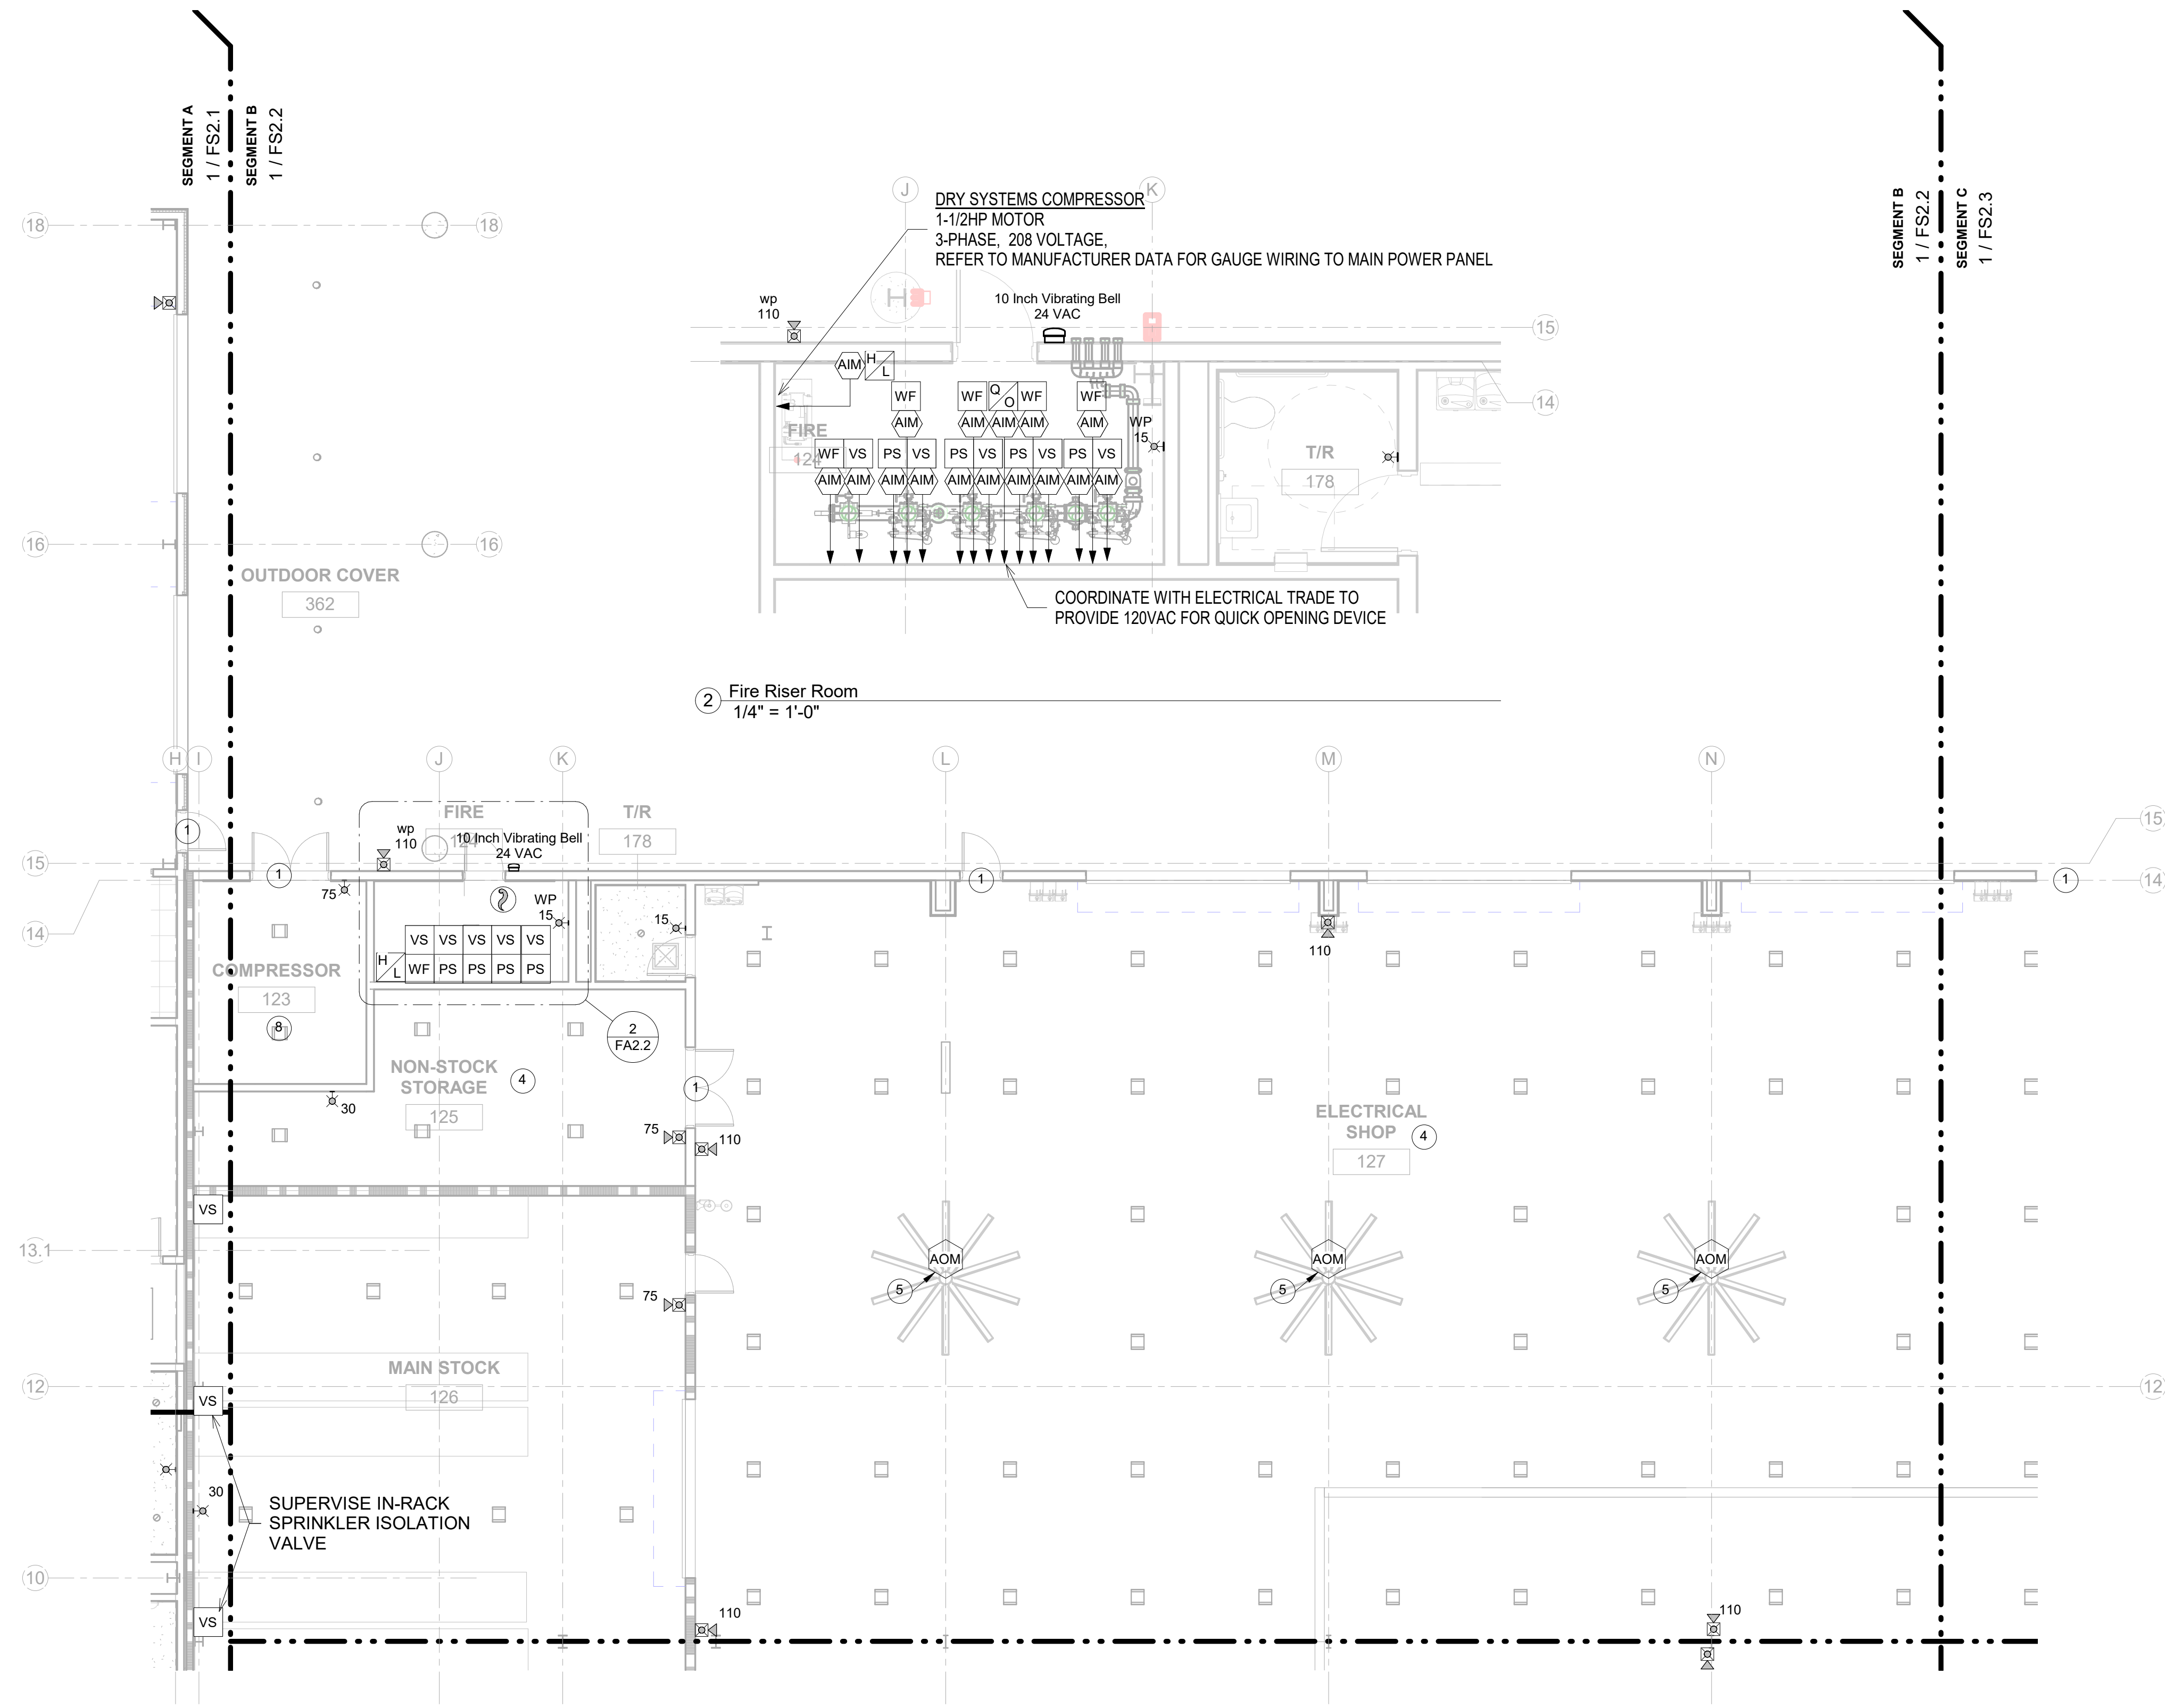 SEGMENT A
1 / FS2.1
SEGMENT B
1 / FS2.2
SEGMENT B
1 / FS2.2
SEGMENT C
1 / FS2.3
J
K
DRY SYSTEMS COMPRESSOR
1-1/2HP MOTOR
3-PHASE, 208 VOLTAGE,
REFER TO MANUFACTURER DATA FOR GAUGE WIRING TO MAIN POWER PANEL
18
18
wp
110
10 Inch Vibrating Bell
24 VAC
15
AIM
H
L
14
WF
WF
Q
O
WF
WF
AIM
AIM
AIM
AIM
AIM
WP
15
FIRE
124
WF
VS
PS
VS
PS
VS
PS
VS
PS
VS
AIM
AIM
AIM
AIM
AIM
AIM
AIM
AIM
AIM
AIM
T/R
178
16
16
OUTDOOR COVER
362
COORDINATE WITH ELECTRICAL TRADE TO
PROVIDE 120VAC FOR QUICK OPENING DEVICE
2
Fire Riser Room
1/4" = 1'-0"
H
I
J
K
L
M
N
FIRE
124
T/R
178
1
wp
110
10 Inch Vibrating Bell
24 VAC
15
15
1
75
1
1
14
14
WP
15
15
110
VS
VS
VS
VS
VS
H
L
WF
PS
PS
PS
PS
COMPRESSOR
123
8
2
FA2.2
NON-STOCK
STORAGE
4
125
30
1
75
110
ELECTRICAL
SHOP
4
127
VS
13.1
AOM
AOM
AOM
5
5
5
75
MAIN STOCK
126
12
12
VS
30
SUPERVISE IN-RACK
SPRINKLER ISOLATION
VALVE
10
VS
110
110